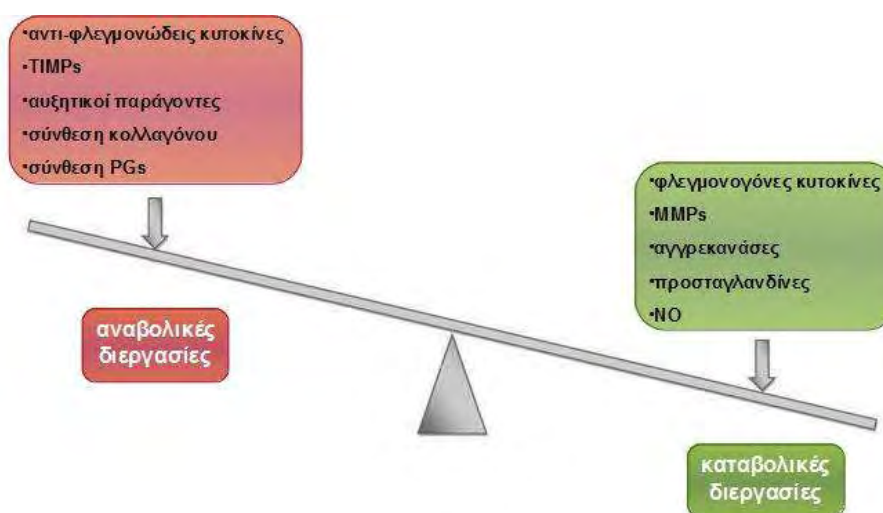 •αντι-φλεγμονώδεις κυτοκίνες
•TIMPs
•αυξητικοί παράγοντες
•σύνθεση κολλαγόνου
•σύνθεση PGs
•φλεγμονογόνες κυτοκίνες
•MMPs
•αγγρεκανάσες
•προσταγλανδίνες
•NO
αναβολικές
διεργασίες
καταβολικές
διεργασίες